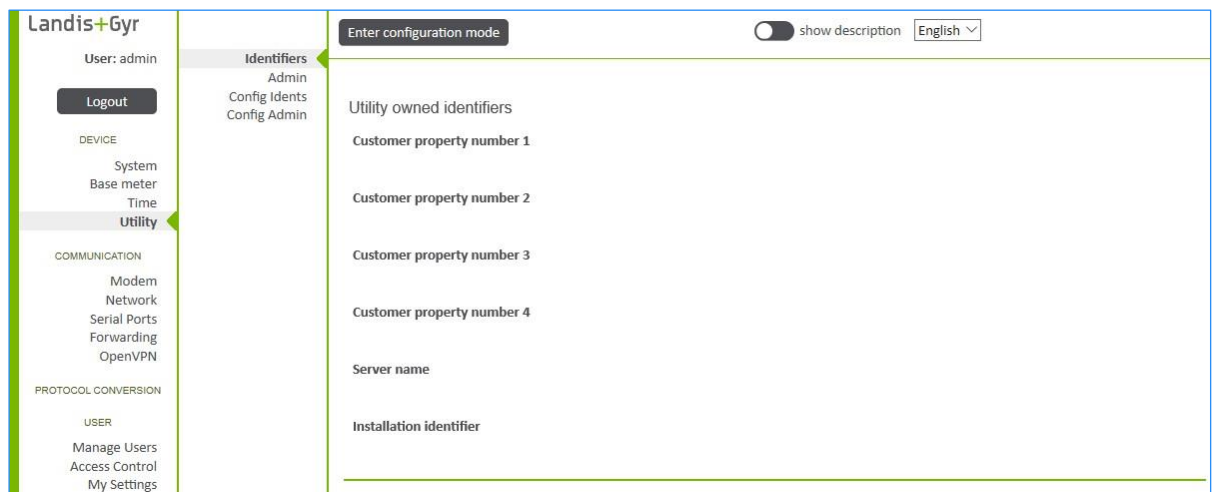 Landis+Gyr
User: admin
Logout
DEVICE
System
Base meter
Time
Utility
COMMUNICATION
Modem
Network
Serial Ports
Forwarding
OpenVPN
PROTOCOL CONVERSION
USER
Manage Users
Access Control
My Settings
Identifiers
Admin
Config Idents
Config Admin
Enter configuration mode
show description
English
Utility owned identifiers
Customer property number 1
Customer property number 2
Customer property number 3
Customer property number 4
Server name
Installation identifier